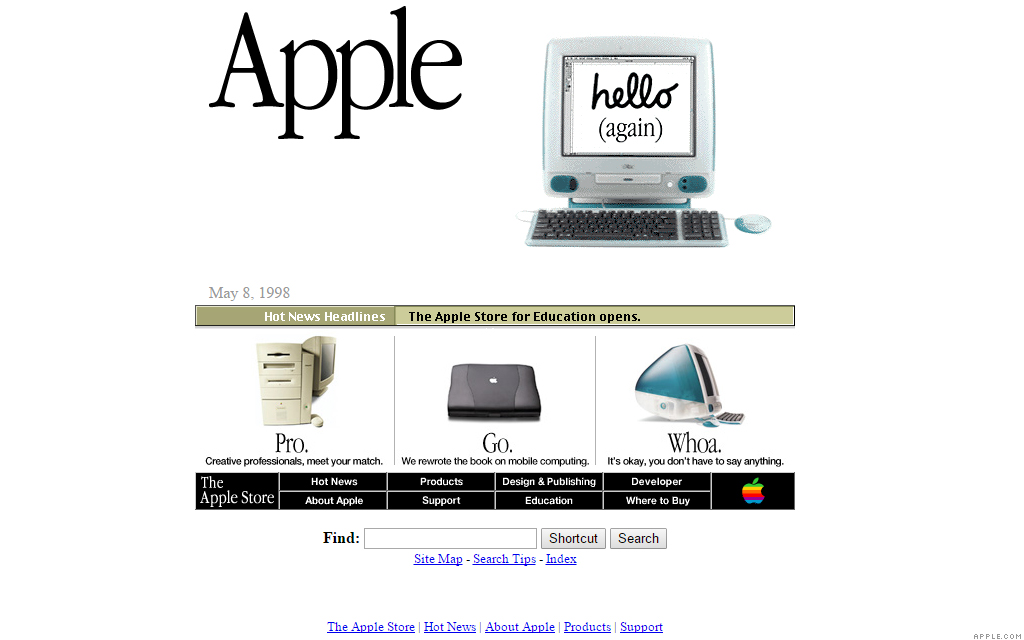 Apple
hello
(again)
May 8, 1998
Hot News Headlines The Apple Store for Education opens.
Pro.
Creative professionals, meet your match.
Go.
We rewrote the book on mobile computing.
Whoa.
It's okay, you don't have to say anything.
The
Apple Store
Hot News Products Design & Publishing Developer
About Apple Support Education Where to Buy
Find: Shortcut Search
Site Map - Search Tips - Index
The Apple Store | Hot News | About Apple | Products | Support
APPLE.COM